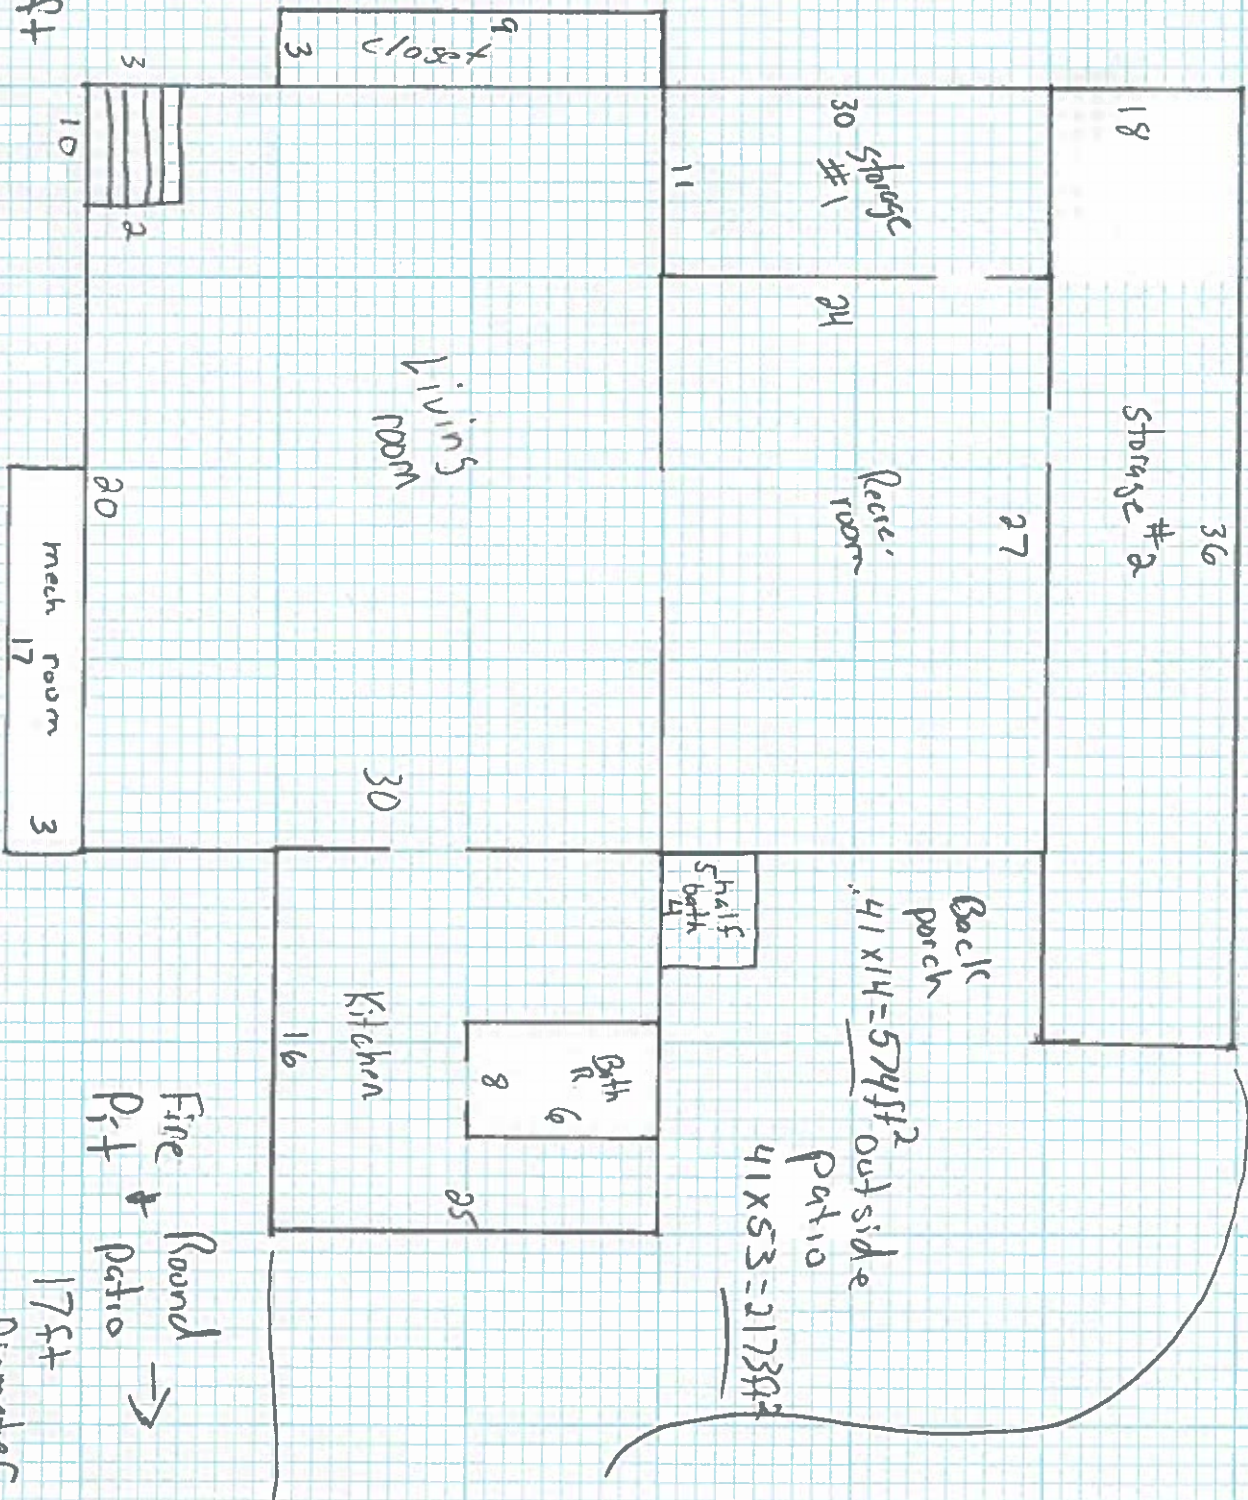 ft
9
closet
3
3
10
2
18
30
Storage
#1
11
24
Living
room
Recre.
room
27
Storage #2
36
20
mech room
17
3
30
half
5 bath
4
Back
porch
41x14=574ft2
outside
patio
41x53=2173ft2
Kitchen
16
Bath
R
8
6
25
Fire Round
Pit + patio →
17ft
Diameter